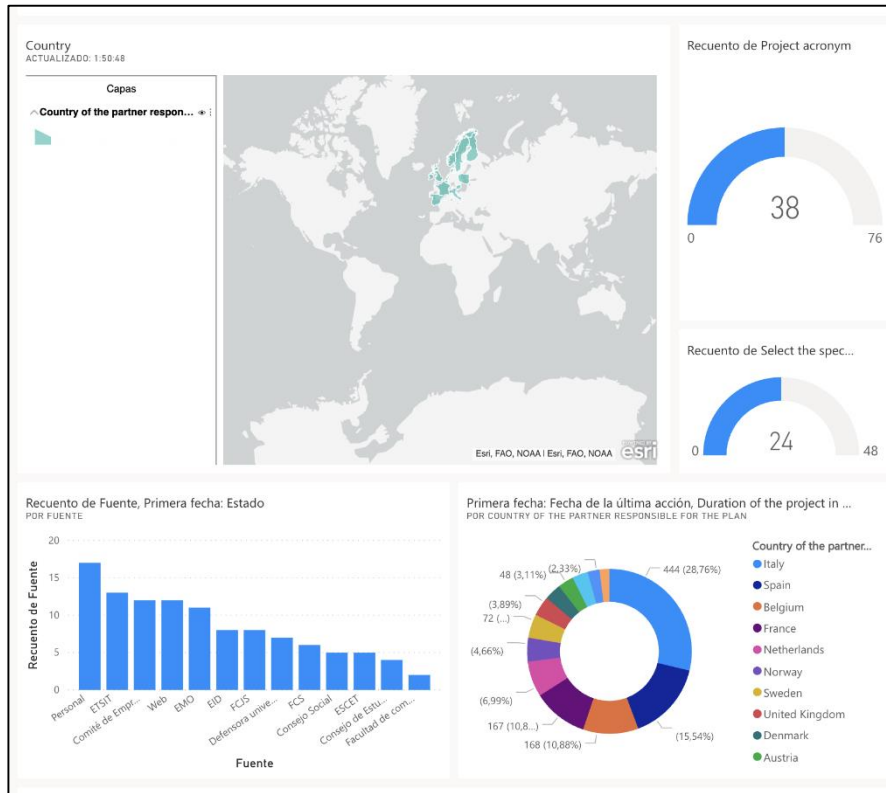 Country
ACTUALIZADO: 1:50:48
Capas
Country of the partner respon...
Esri, FAO, NOAA | Esri, FAO, NOAA
POWERED BY
esri
Recuento de Project acronym
38
0
76
Recuento de Select the spec...
24
0
48
Recuento de Fuente, Primera fecha: Estado
POR FUENTE
Recuento de Fuente
20
15
10
5
0
Personal
ETSIT
Comité de Empr...
Web
EMO
EID
FCJS
Defensora unive...
FCS
Consejo Social
ESCET
Consejo de Estu...
Facultad de com...
Fuente
Primera fecha: Fecha de la última acción, Duration of the project in ...
POR COUNTRY OF THE PARTNER RESPONSIBLE FOR THE PLAN
444 (28,76%)
(15,54%)
168 (10,88%)
167 (10,8...)
(6,99%)
(4,66%)
72 (...)
(3,89%)
48 (3,11%)
(2,33%)
Country of the partner...
Italy
Spain
Belgium
France
Netherlands
Norway
Sweden
United Kingdom
Denmark
Austria